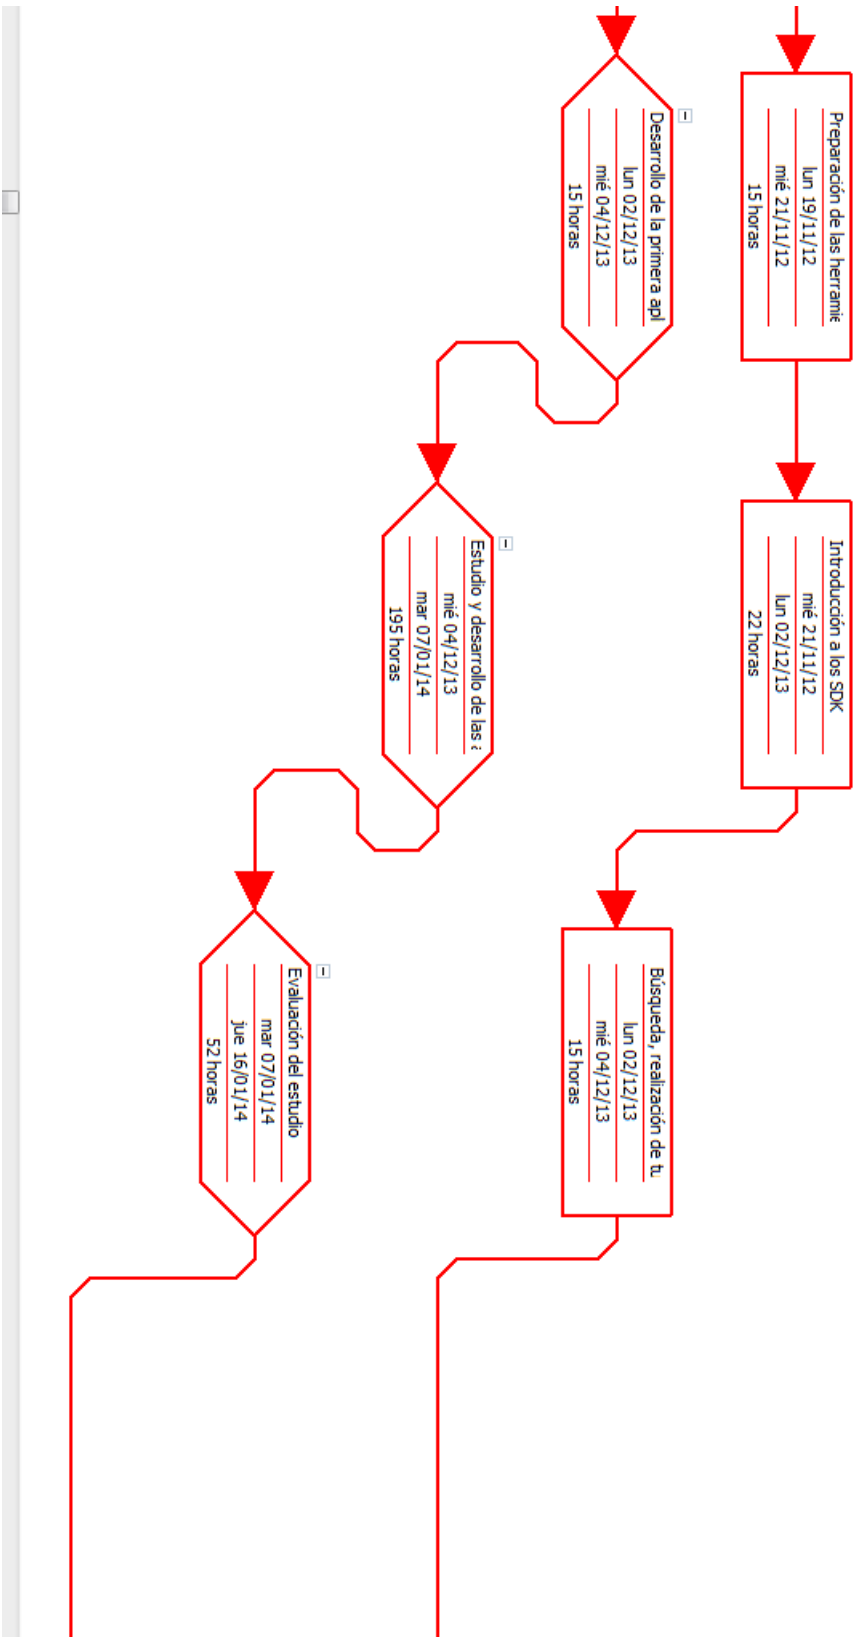 Preparación de las herramie
lun 19/11/12
mié 21/11/12
15 horas
Introducción a los SDK
mié 21/11/12
lun 02/12/13
22 horas
Desarrollo de la primera apl
lun 02/12/13
mié 04/12/13
15 horas
Búsqueda, realización de tu
lun 02/12/13
mié 04/12/13
15 horas
Estudio y desarrollo de las
mié 04/12/13
mar 07/01/14
195 horas
Evaluación del estudio
mar 07/01/14
jue 16/01/14
52 horas